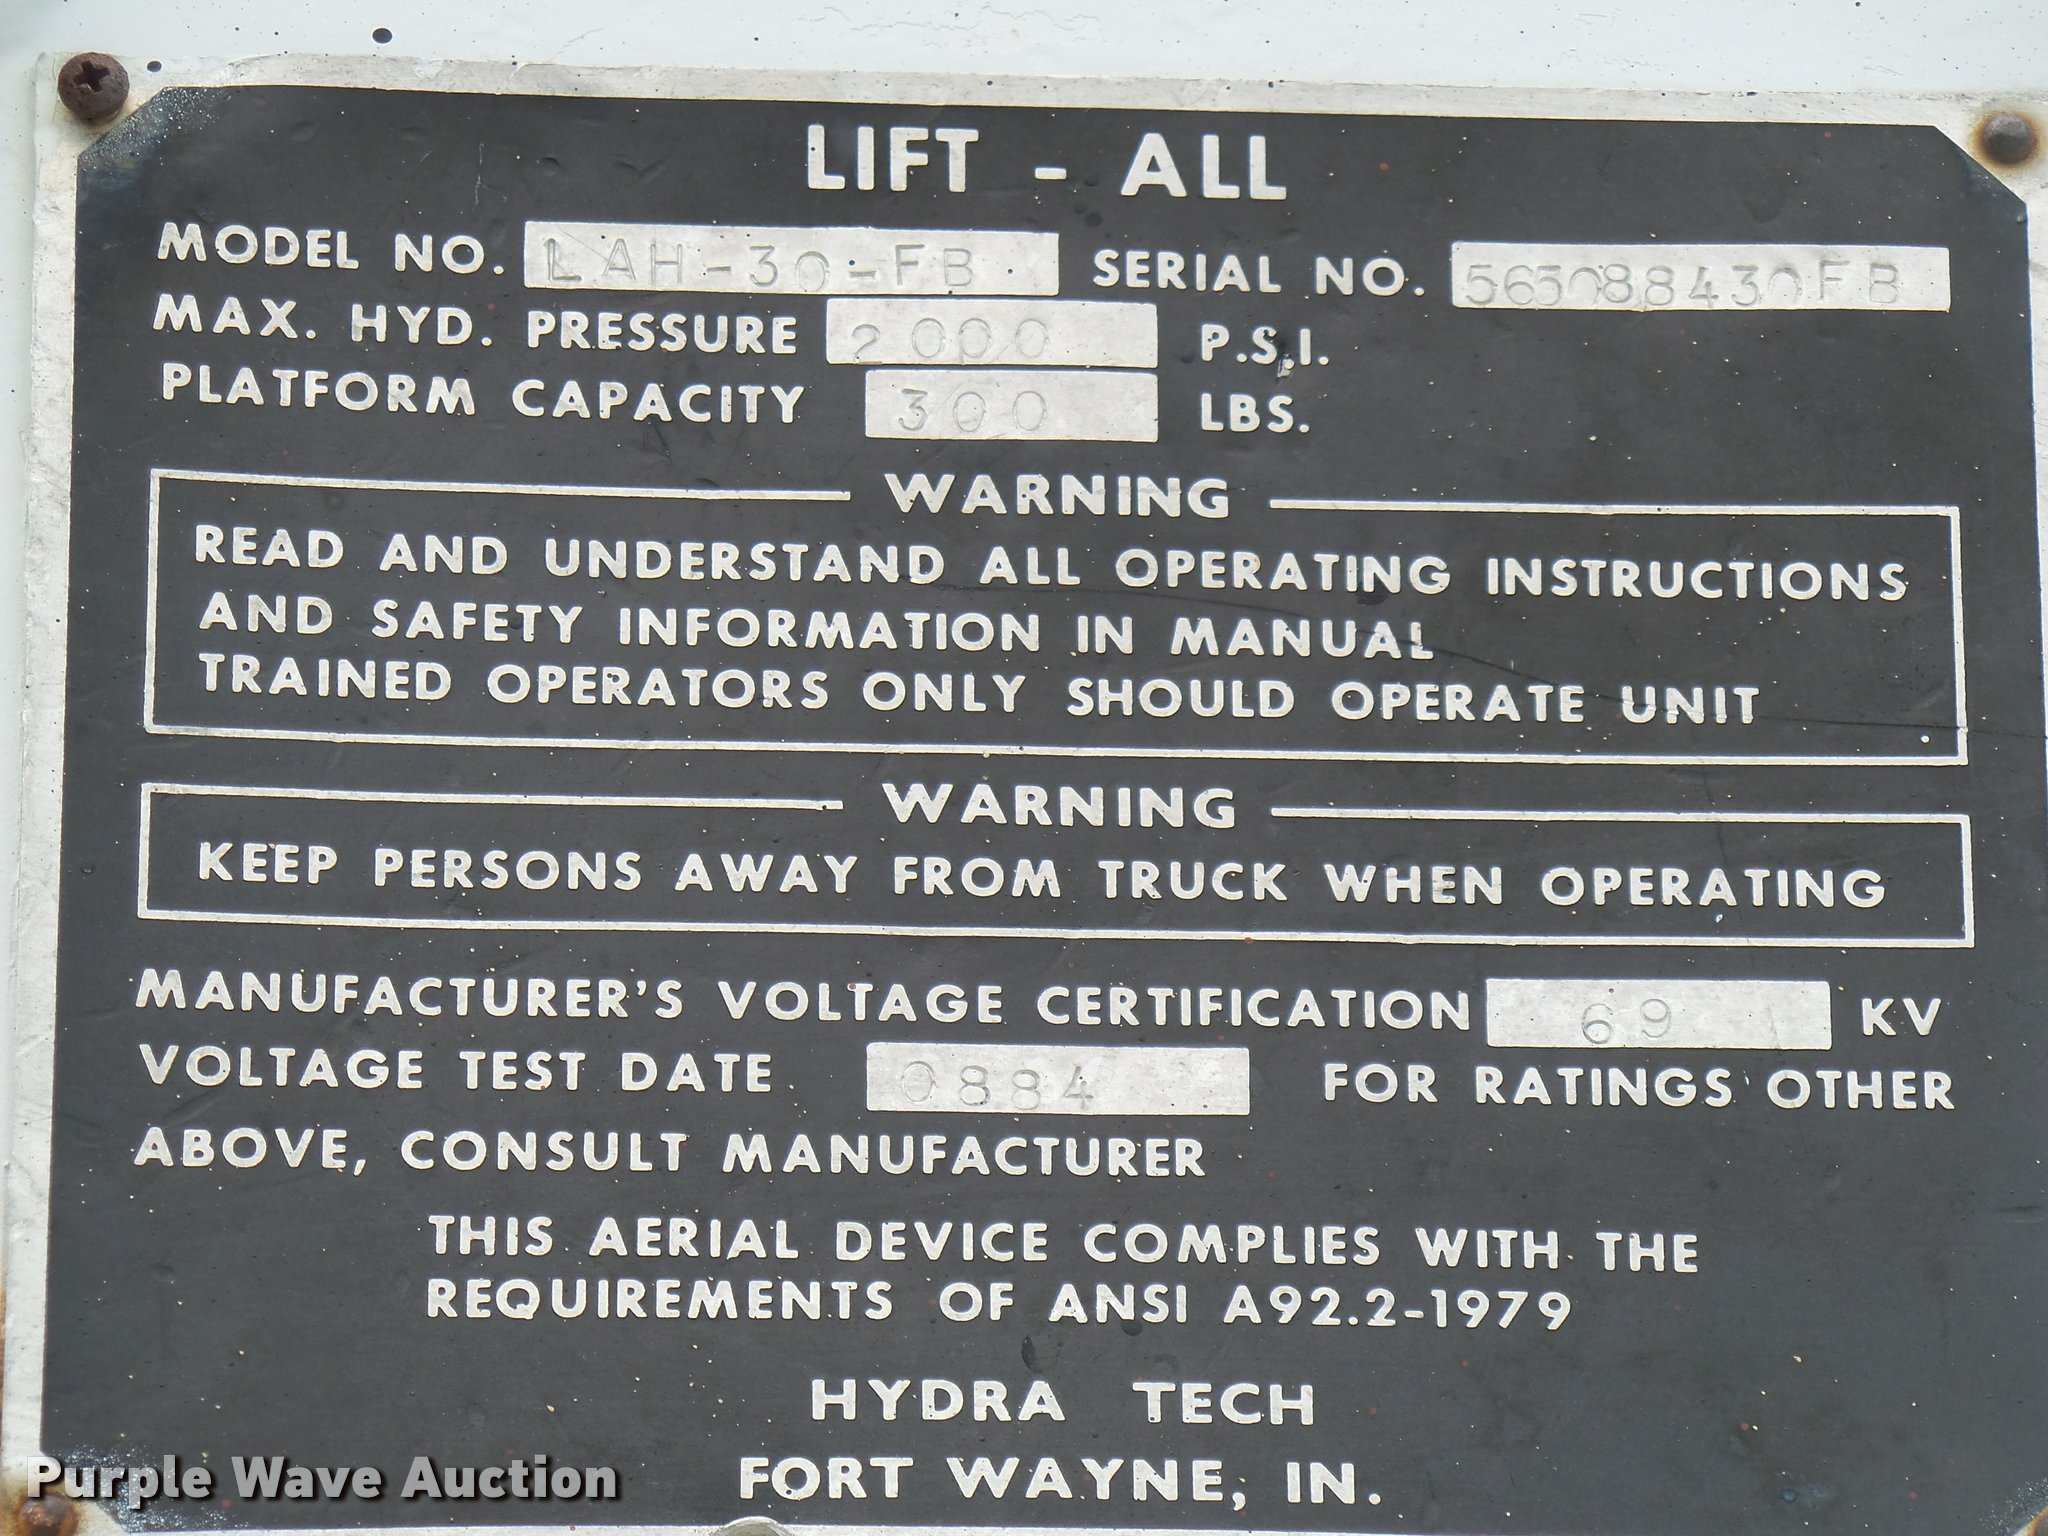 LIFT - ALL
MODEL NO. LAH-30-FB SERIAL NO. 565088430FB
MAX. HYD. PRESSURE 2000 P.S.I.
PLATFORM CAPACITY 300 LBS.
WARNING
READ AND UNDERSTAND ALL OPERATING INSTRUCTIONS
AND SAFETY INFORMATION IN MANUAL
TRAINED OPERATORS ONLY SHOULD OPERATE UNIT
WARNING
KEEP PERSONS AWAY FROM TRUCK WHEN OPERATING
MANUFACTURER'S VOLTAGE CERTIFICATION 69 KV
VOLTAGE TEST DATE 0884 FOR RATINGS OTHER
ABOVE, CONSULT MANUFACTURER
THIS AERIAL DEVICE COMPLIES WITH THE
REQUIREMENTS OF ANSI A92.2-1979
HYDRA TECH
FORT WAYNE, IN.
Purple Wave Auction